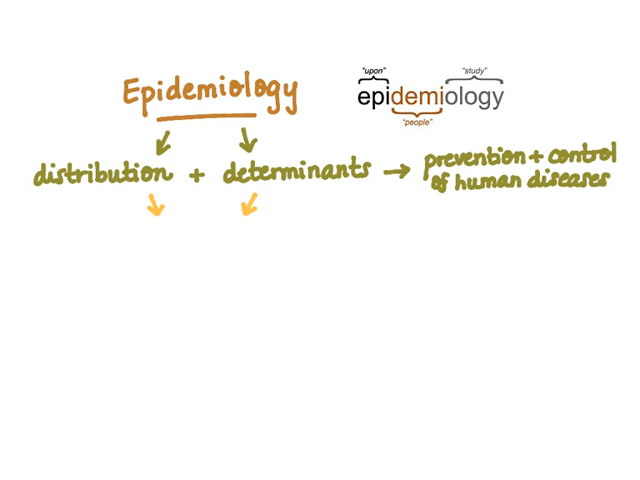 "upon" "study"
Epidemiology
epidemiology
"people"
distribution + determinants → prevention + control
of human diseases